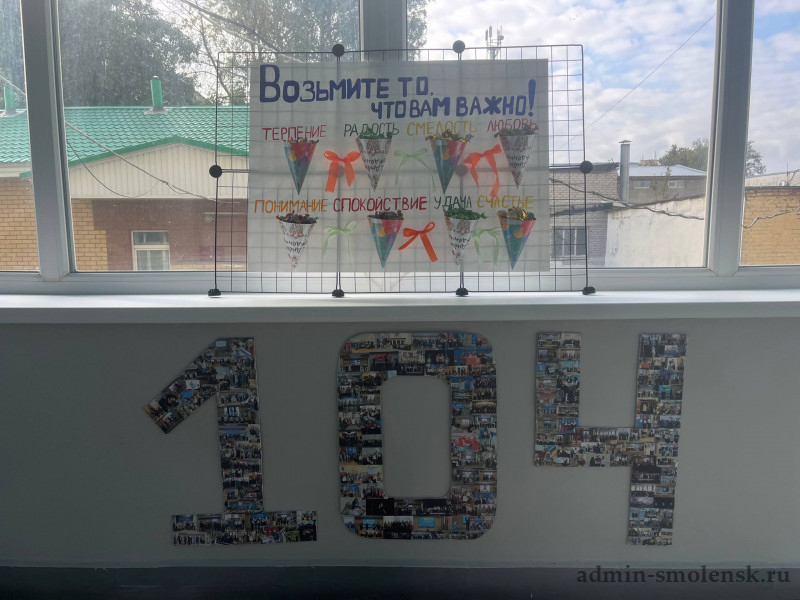 Возьмите то,
что вам важно!
ТЕРПЕНИЕ РАДОСТЬ СМЕЛОСТЬ ЛЮБОВЬ
ПОНИМАНИЕ СПОКОЙСТВИЕ УДАЧА СЧАСТЬЕ
104
admin-smolensk.ru